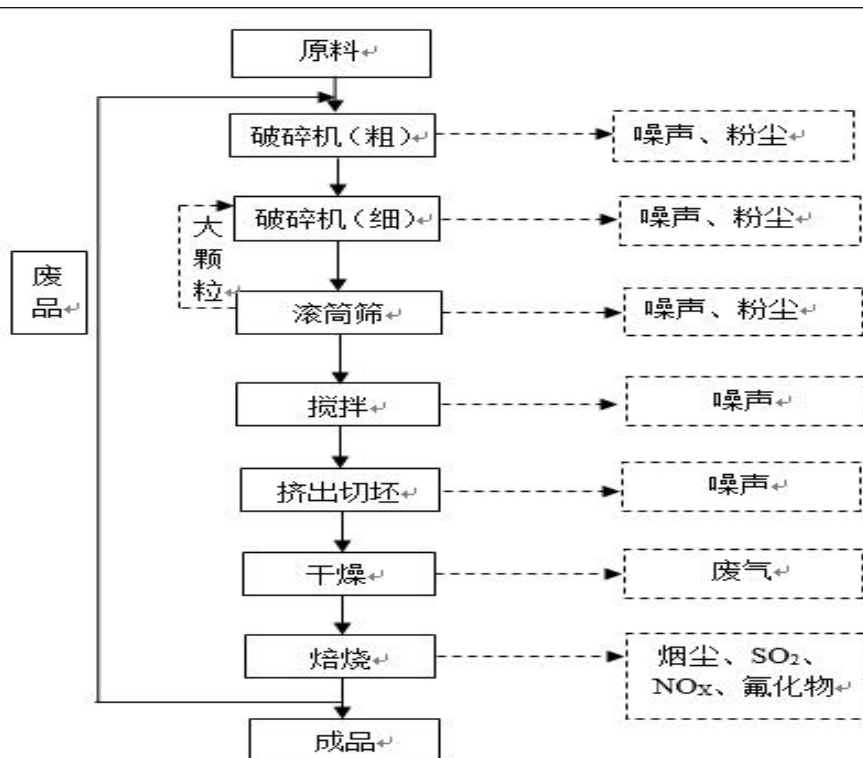 原料
破碎机(粗)
噪声、粉尘
破碎机(细)
噪声、粉尘
大
颗
粒
废
品
滚筒筛
噪声、粉尘
搅拌
噪声
挤出切坯
噪声
干燥
废气
焙烧
烟尘、SO₂、
NOx、氟化物
成品